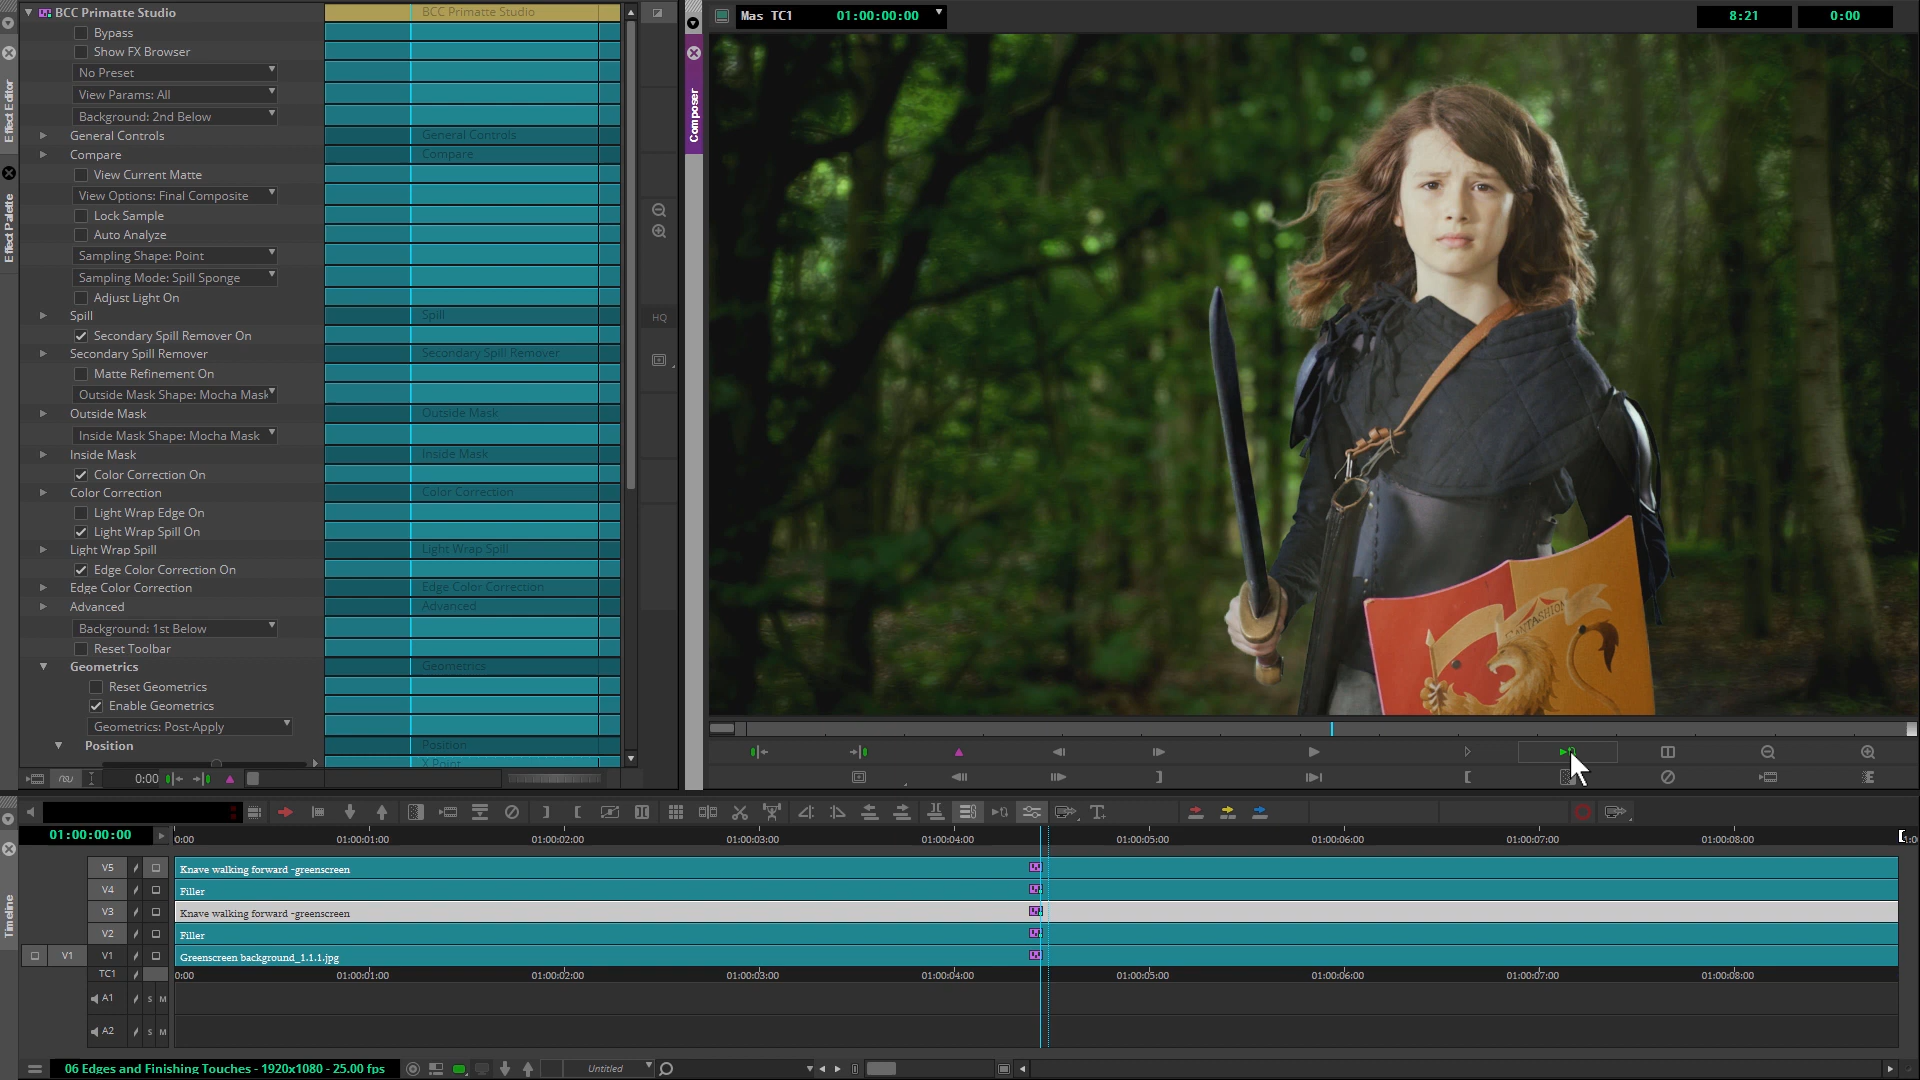 BCC Primatte Studio
BCC Primatte Studio
Bypass
Show FX Browser
No Preset
View Params: All
Background: 2nd Below
General Controls
General Controls
Compare
Compare
View Current Matte
View Options: Final Composite
Lock Sample
Auto Analyze
Sampling Shape: Point
Sampling Mode: Spill Sponge
Adjust Light On
Spill
Spill
Secondary Spill Remover On
Secondary Spill Remover
Secondary Spill Remover
Matte Refinement On
Outside Mask Shape: Mocha Mask
Outside Mask
Outside Mask
Inside Mask Shape: Mocha Mask
Inside Mask
Inside Mask
Color Correction On
Color Correction
Color Correction
Light Wrap Edge On
Light Wrap Spill On
Light Wrap Spill
Light Wrap Spill
Edge Color Correction On
Edge Color Correction
Edge Color Correction
Advanced
Advanced
Background: 1st Below
Reset Toolbar
Geometrics
Geometrics
Reset Geometrics
Enable Geometrics
Geometrics: Post-Apply
Position
Position
X Point
0:00
Effect Editor
Effect Palette
HQ
Composer
Mas TC1 01:00:00:00
8:21
0:00
FANTASHION
Timeline
01:00:00:00
0:00 01:00:01:00 01:00:02:00 01:00:03:00 01:00:04:00 01:00:05:00 01:00:06:00 01:00:07:00 01:00:08:00
V5 Knave walking forward -greenscreen
V4 Filler
V3 Knave walking forward -greenscreen
V2 Filler
V1 V1 Greenscreen background_1.1.1.jpg
TC1 0:00 01:00:01:00 01:00:02:00 01:00:03:00 01:00:04:00 01:00:05:00 01:00:06:00 01:00:07:00 01:00:08:00
A1 S M
A2 S M
06 Edges and Finishing Touches - 1920x1080 - 25.00 fps
Untitled